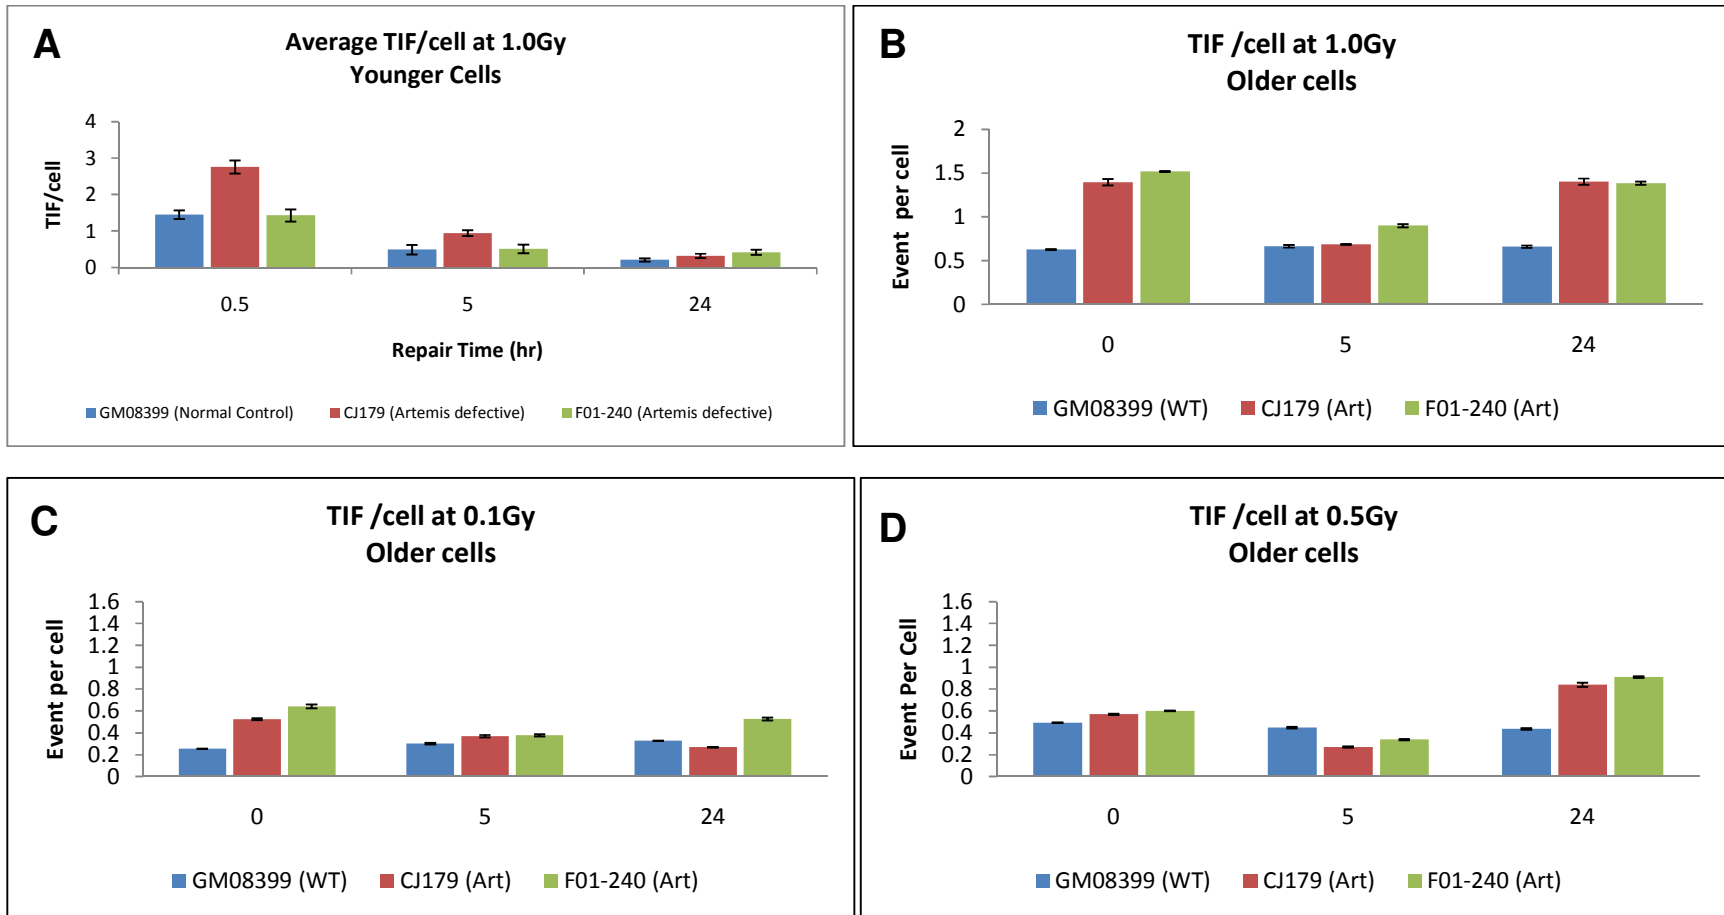 A
Average TIF/cell at 1.0Gy
Younger Cells
TIF/cell
4
3
2
1
0
0.5 5 24
Repair Time (hr)
GM08399 (Normal Control) CJ179 (Artemis defective) F01-240 (Artemis defective)
B
TIF /cell at 1.0Gy
Older cells
Event per cell
2
1.5
1
0.5
0
0 5 24
GM08399 (WT) CJ179 (Art) F01-240 (Art)
C
TIF /cell at 0.1Gy
Older cells
Event per cell
1.6
1.4
1.2
1
0.8
0.6
0.4
0.2
0
0 5 24
GM08399 (WT) CJ179 (Art) F01-240 (Art)
D
TIF /cell at 0.5Gy
Older cells
Event Per Cell
1.6
1.4
1.2
1
0.8
0.6
0.4
0.2
0
0 5 24
GM08399 (WT) CJ179 (Art) F01-240 (Art)